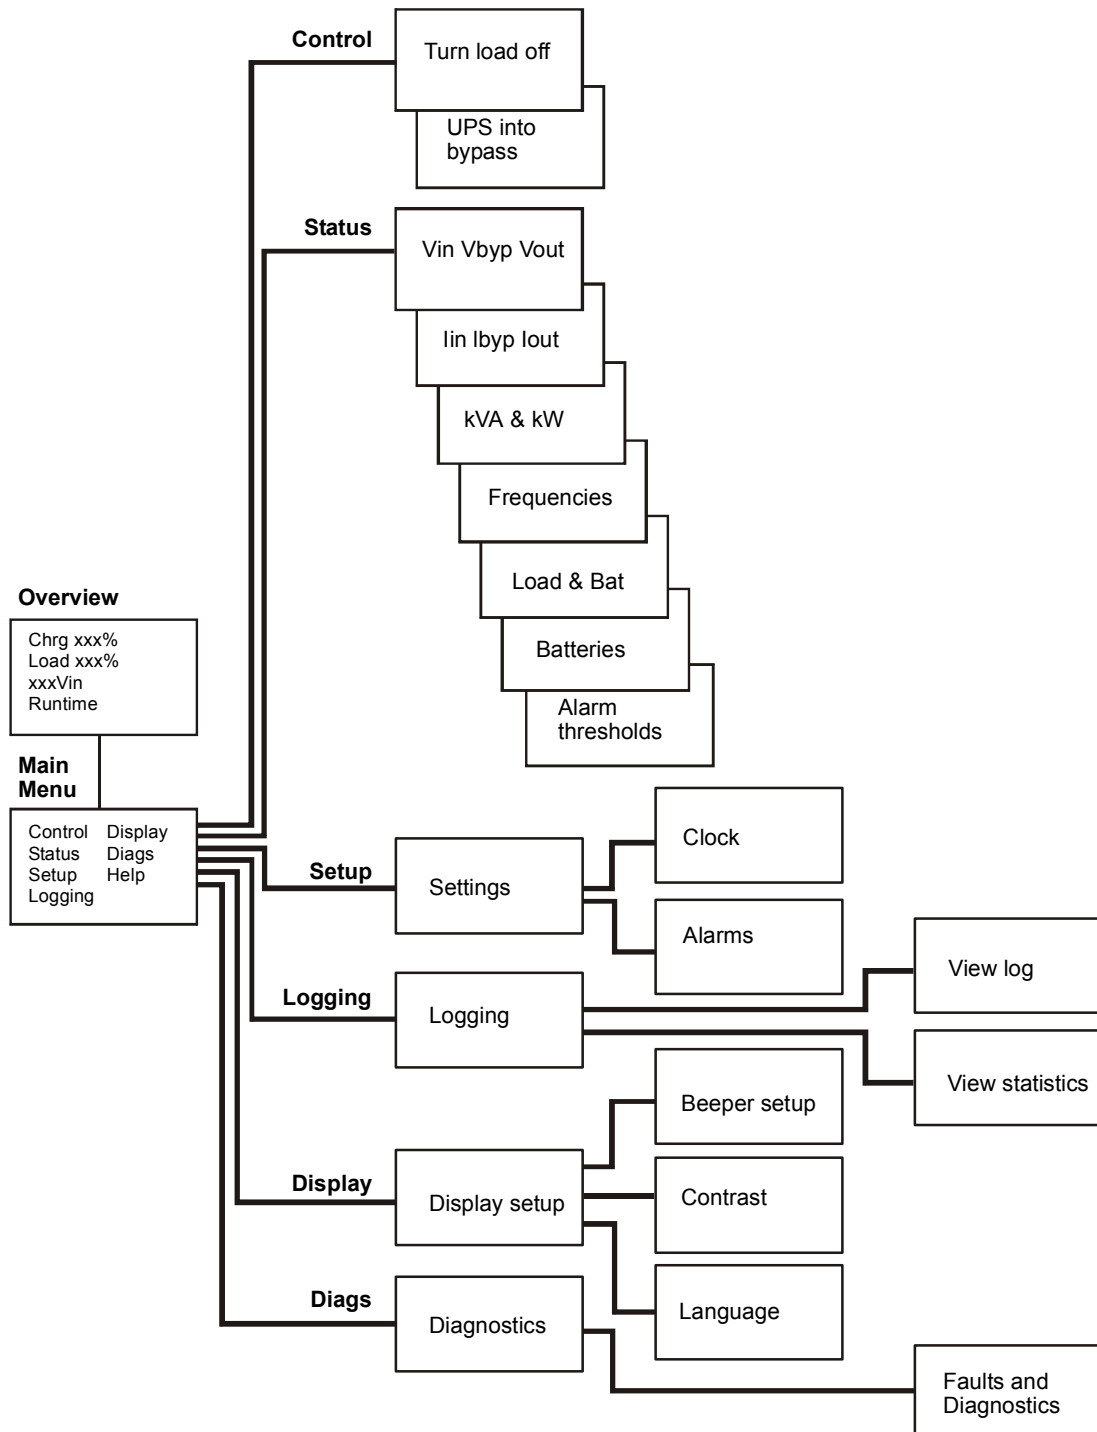 Control
Turn load off
UPS into
bypass
Status
Vin Vbyp Vout
Iin Ibyp Iout
kVA & kW
Frequencies
Load & Bat
Batteries
Alarm
thresholds
Overview
Chrg xxx%
Load xxx%
xxxVin
Runtime
Main
Menu
Control Display
Status Diags
Setup Help
Logging
Setup
Settings
Clock
Alarms
Logging
Logging
View log
View statistics
Display
Display setup
Beeper setup
Contrast
Language
Diags
Diagnostics
Faults and
Diagnostics